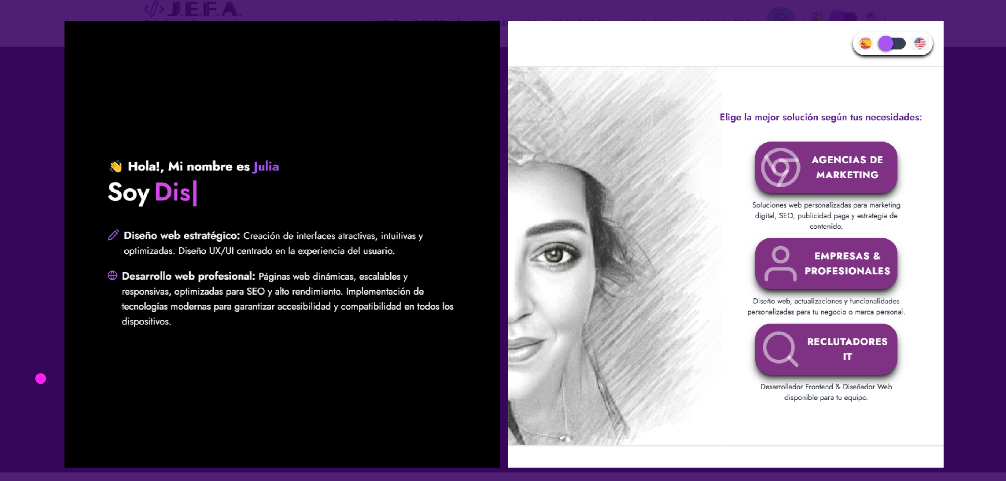 J.E.F.A.
👋 Hola!, Mi nombre es Julia
Soy Dis|
Diseño web estratégico: Creación de interfaces atractivas, intuitivas y
optimizadas. Diseño UX/UI centrado en la experiencia del usuario.
Desarrollo web profesional: Páginas web dinámicas, escalables y
responsivas, optimizadas para SEO y alto rendimiento. Implementación de
tecnologías modernas para garantizar accesibilidad y compatibilidad en todos los
dispositivos.
Elige la mejor solución según tus necesidades:
AGENCIAS DE
MARKETING
Soluciones web personalizadas para marketing
digital, SEO, publicidad paga y estrategia de
contenido.
EMPRESAS &
PROFESIONALES
Diseño web, actualizaciones y funcionalidades
personalizadas para tu negocio o marca personal.
RECLUTADORES
IT
Desarrollador Frontend & Diseñador Web
disponible para tu equipo.